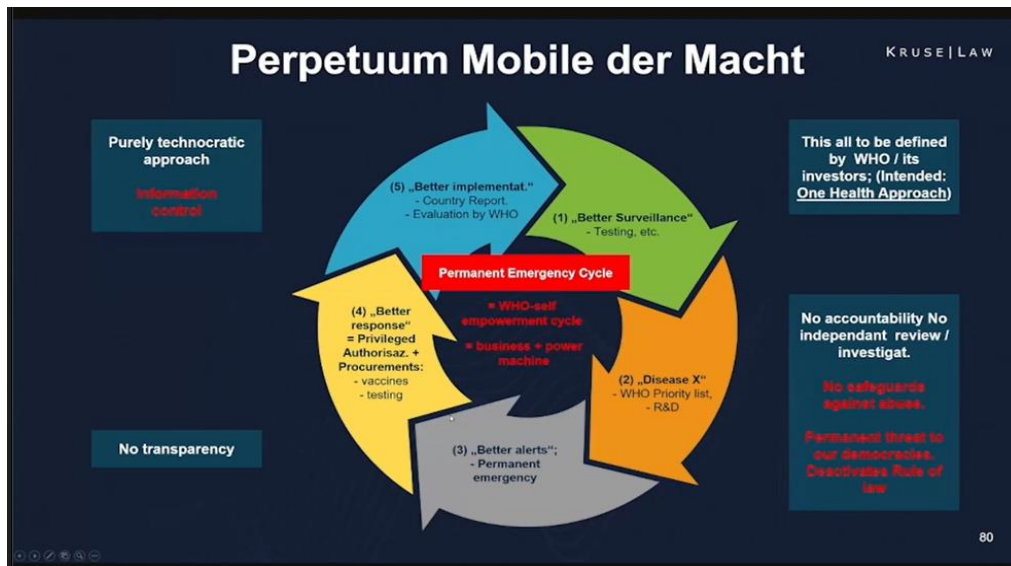 Perpetuum Mobile der Macht
KRUSE|LAW
Purely technocratic
approach
Information
control
This all to be defined
by WHO / its
investors; (Intended:
One Health Approach)
(5) „Better implementat.“
- Country Report.
- Evaluation by WHO
(1) „Better Surveillance“
- Testing, etc.
Permanent Emergency Cycle
= WHO-self
empowerment cycle
= business + power
machine
(4) „Better
response“
= Privileged
Authorisaz. +
Procurements:
- vaccines
- testing
(2) „Disease X“
- WHO Priority list,
- R&D
(3) „Better alerts“;
- Permanent
emergency
No transparency
No accountability No
independant review /
investigat.
No safeguards
against abuse.
Permanent threat to
our democracies.
Deactivates Rule of
law
80